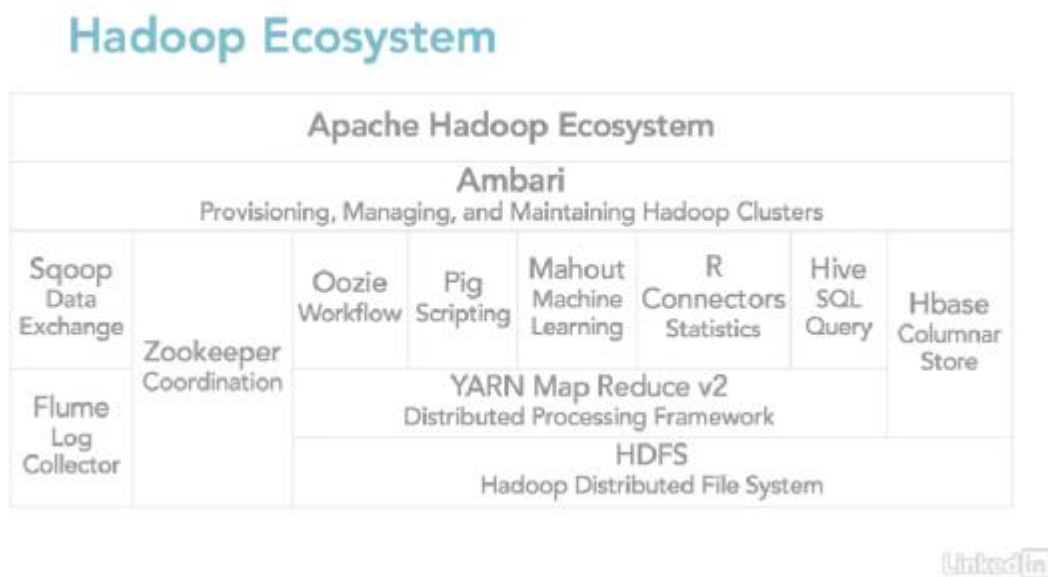 Hadoop Ecosystem
Apache Hadoop Ecosystem
Ambari
Provisioning, Managing, and Maintaining Hadoop Clusters
Sqoop
Data
Exchange
Zookeeper
Coordination
Oozie
Workflow
Pig
Scripting
Mahout
Machine
Learning
R
Connectors
Statistics
Hive
SQL
Query
Hbase
Columnar
Store
Flume
Log
Collector
YARN Map Reduce v2
Distributed Processing Framework
HDFS
Hadoop Distributed File System
Linked in